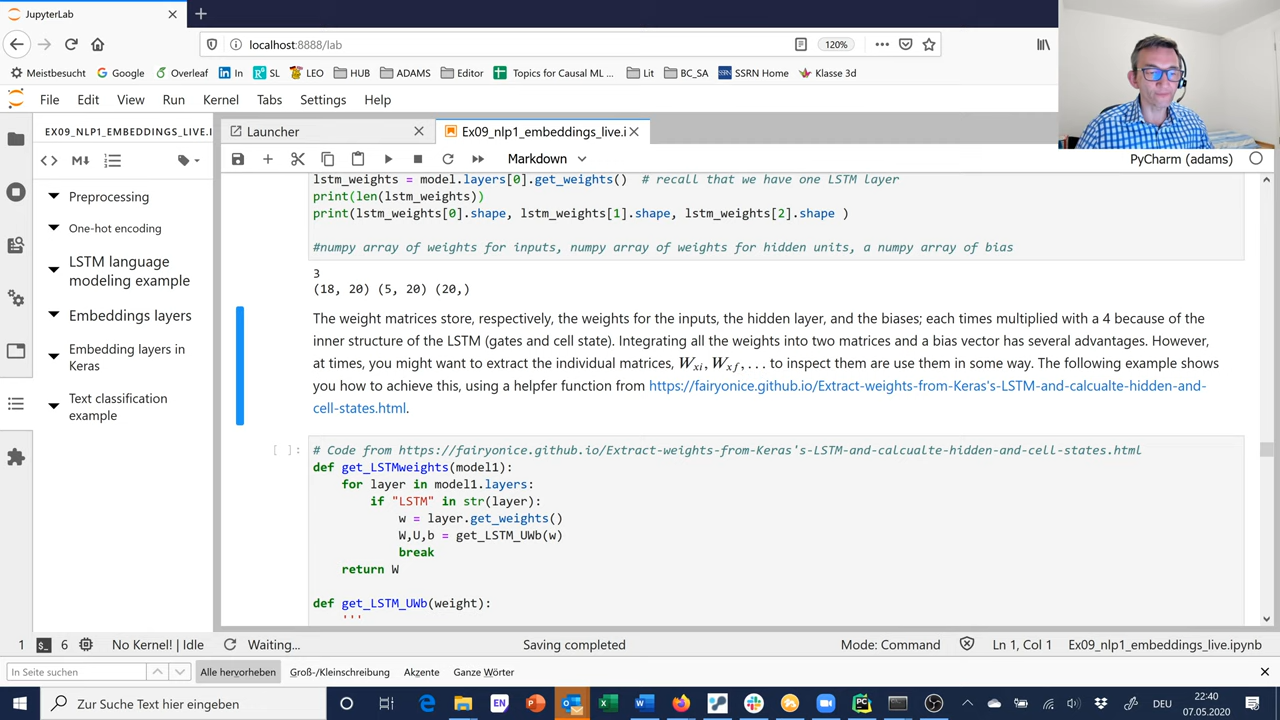 JupyterLab
localhost:8888/lab
120%
Meistbesucht
Google
Overleaf
In
SL
LEO
HUB
ADAMS
Editor
Topics for Causal ML ...
Lit
BC_SA
SSRN Home
Klasse 3d
File
Edit
View
Run
Kernel
Tabs
Settings
Help
EX09_NLP1_EMBEDDINGS_LIVE.I
Launcher
Ex09_nlp1_embeddings_live.i
Markdown
PyCharm (adams)
Preprocessing
One-hot encoding
LSTM language
modeling example
Embeddings layers
Embedding layers in
Keras
Text classification
example
lstm_weights = model.layers[0].get_weights()  # recall that we have one LSTM layer
print(len(lstm_weights))
print(lstm_weights[0].shape, lstm_weights[1].shape, lstm_weights[2].shape )
#numpy array of weights for inputs, numpy array of weights for hidden units, a numpy array of bias
3
(18, 20) (5, 20) (20,)
The weight matrices store, respectively, the weights for the inputs, the hidden layer, and the biases; each times multiplied with a 4 because of the
inner structure of the LSTM (gates and cell state). Integrating all the weights into two matrices and a bias vector has several advantages. However,
at times, you might want to extract the individual matrices, Wxi, Wxf, ... to inspect them are use them in some way. The following example shows
you how to achieve this, using a helpfer function from https://fairyonice.github.io/Extract-weights-from-Keras's-LSTM-and-calcualte-hidden-and-
cell-states.html.
[ ]:
# Code from https://fairyonice.github.io/Extract-weights-from-Keras's-LSTM-and-calcualte-hidden-and-cell-states.html
def get_LSTMweights(model1):
    for layer in model1.layers:
        if "LSTM" in str(layer):
            w = layer.get_weights()
            W,U,b = get_LSTM_UWb(w)
            break
    return W
def get_LSTM_UWb(weight):
    '''
1
6
No Kernel! | Idle
Waiting...
Saving completed
Mode: Command
Ln 1, Col 1
Ex09_nlp1_embeddings_live.ipynb
In Seite suchen
Alle hervorheben
Groß-/Kleinschreibung
Akzente
Ganze Wörter
Zur Suche Text hier eingeben
EN
DEU
22:40
07.05.2020